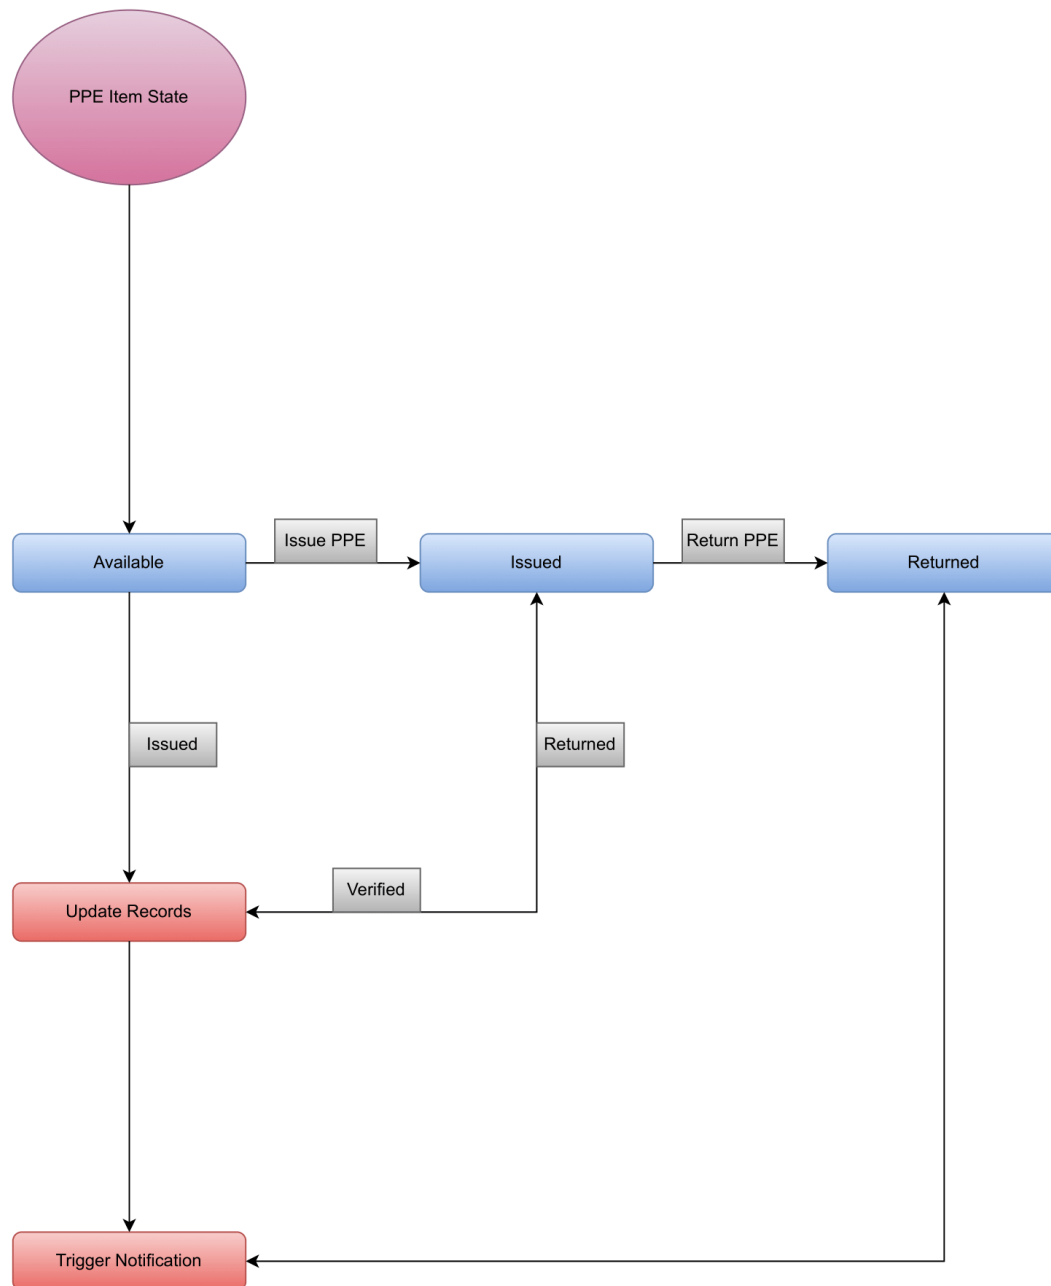 PPE Item State
Available
Issue PPE
Issued
Return PPE
Returned
Issued
Returned
Verified
Update Records
Trigger Notification